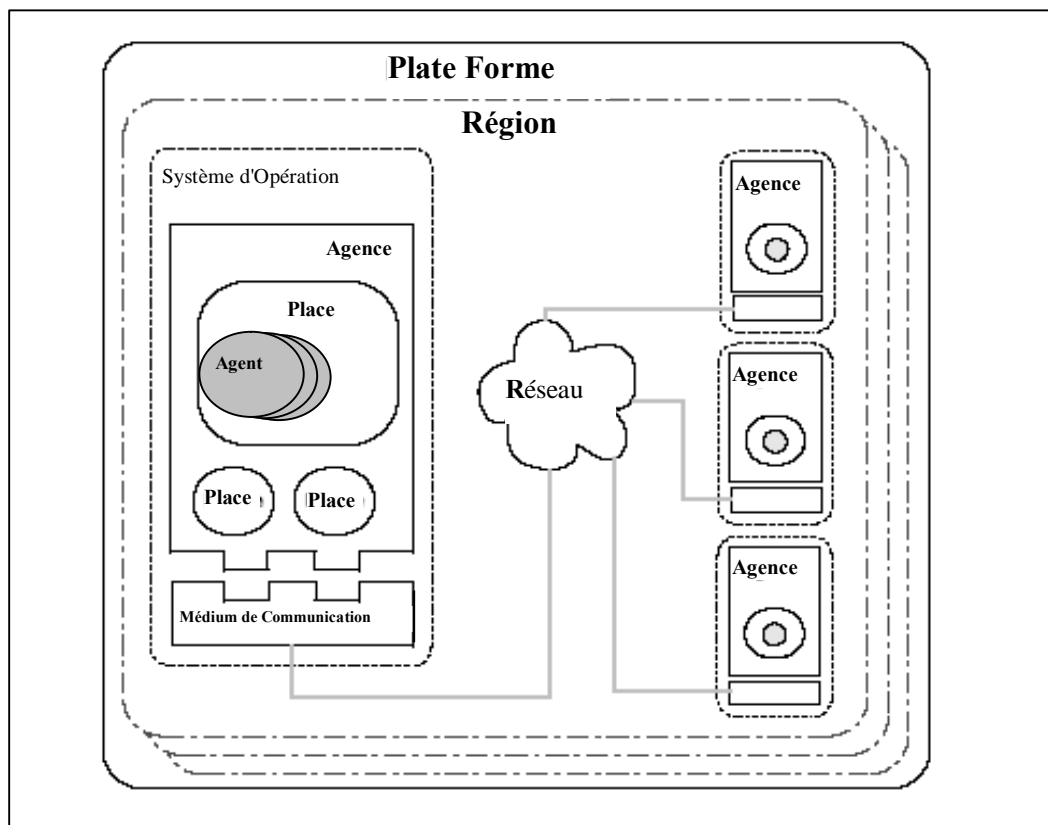 Plate Forme
Région
Système d'Opération
Agence
Place
Agent
Place
Place
Médium de Communication
Réseau
Agence
Agence
Agence